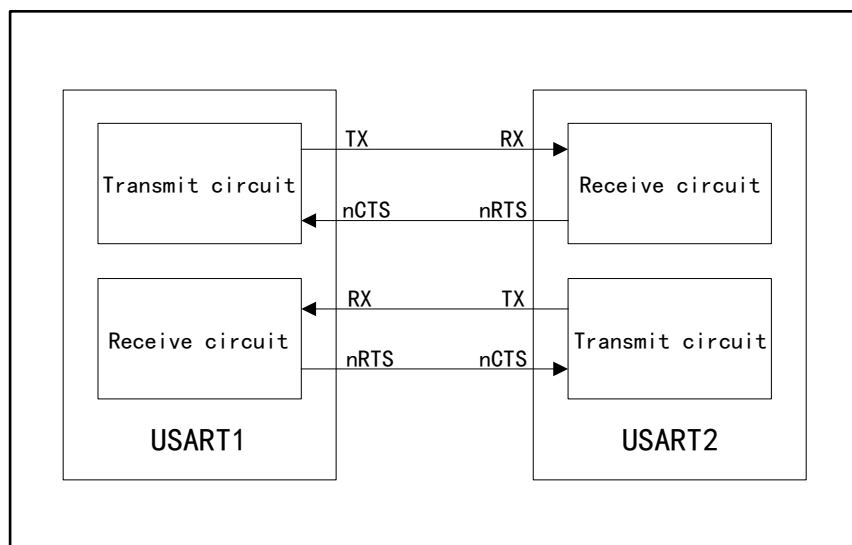 TX RX
Transmit circuit Receive circuit
nCTS nRTS
RX TX
Receive circuit Transmit circuit
nRTS nCTS
USART1 USART2